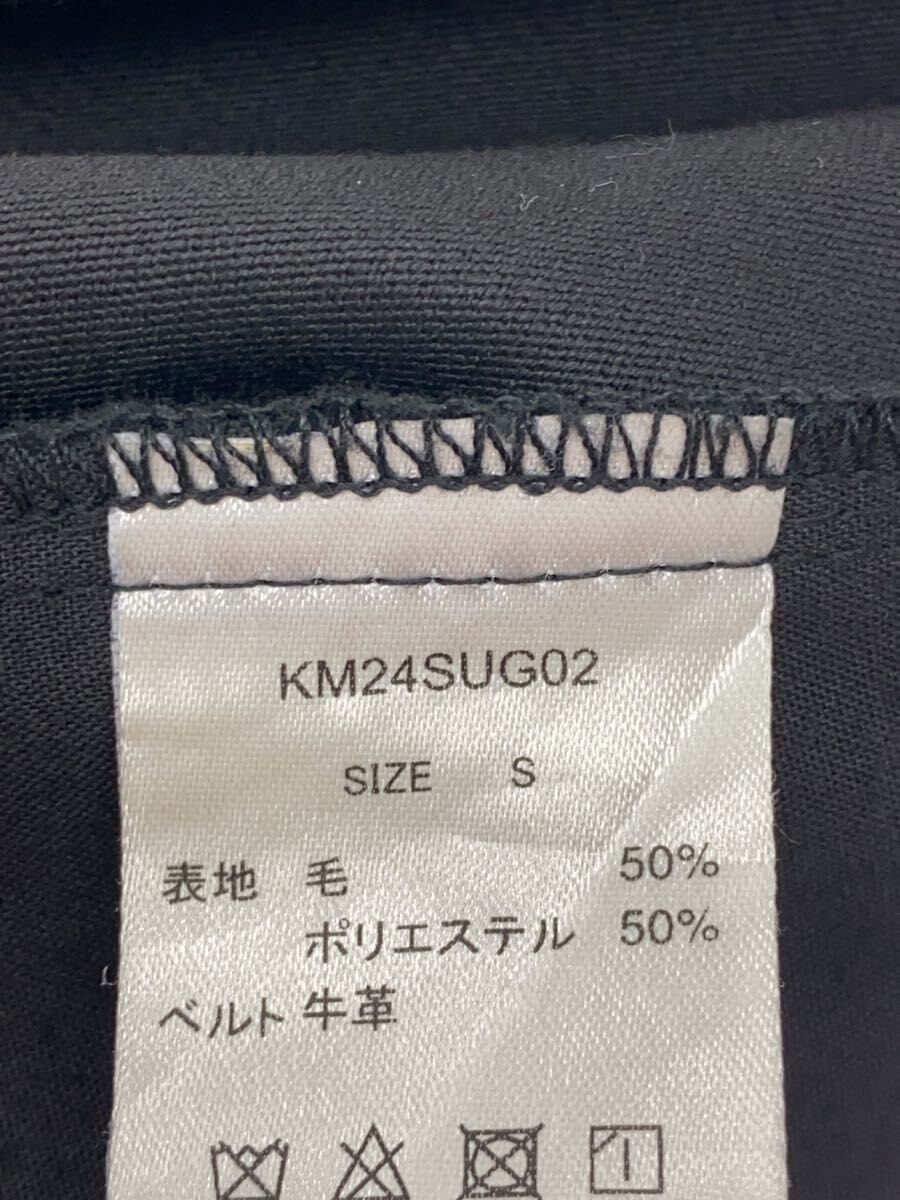 KM24SUG02
SIZE S
表地 毛 50%
ポリエステル 50%
ベルト 牛革